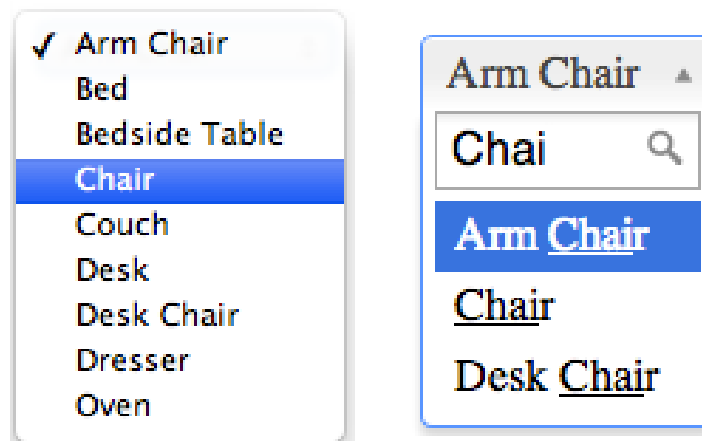 ✓ Arm Chair
Bed
Bedside Table
Chair
Couch
Desk
Desk Chair
Dresser
Oven
Arm Chair
Chai
Arm Chair
Chair
Desk Chair